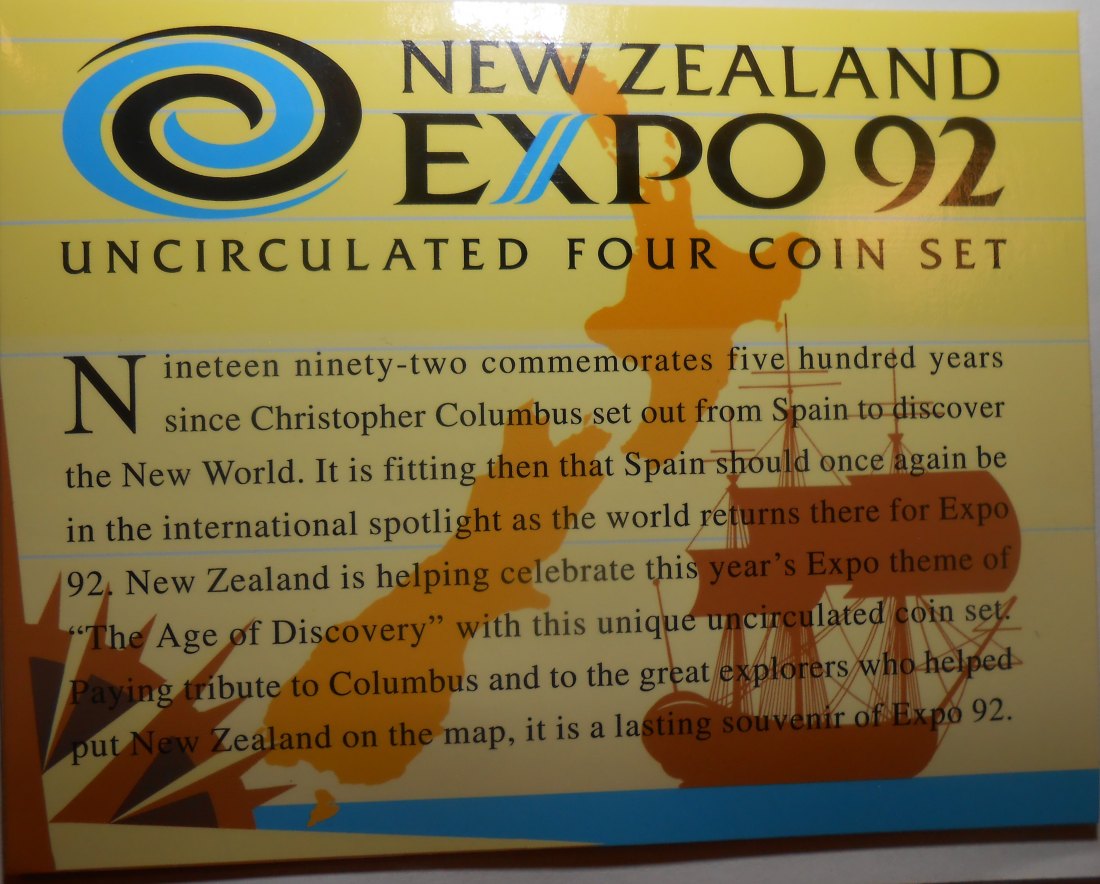 NEW ZEALAND
EXPO 92
UNCIRCULATED FOUR COIN SET
Nineteen ninety-two commemorates five hundred years
since Christopher Columbus set out from Spain to discover
the New World. It is fitting then that Spain should once again be
in the international spotlight as the world returns there for Expo
92. New Zealand is helping celebrate this year's Expo theme of
“The Age of Discovery” with this unique uncirculated coin set.
Paying tribute to Columbus and to the great explorers who helped
put New Zealand on the map, it is a lasting souvenir of Expo 92.